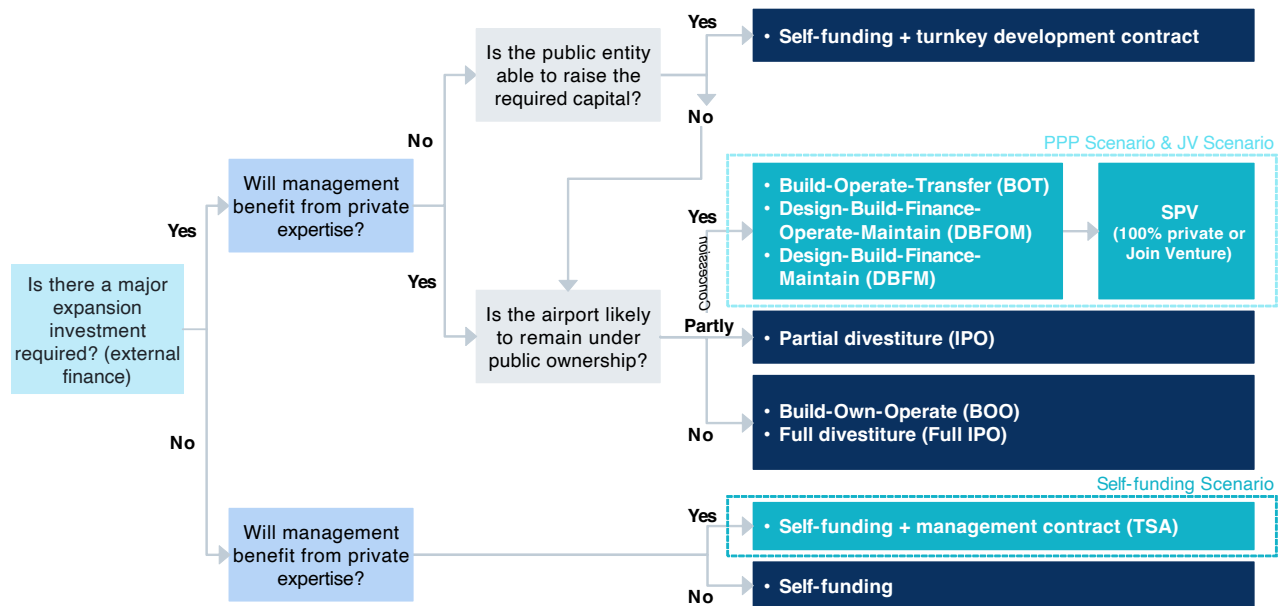 Is there a major
expansion
investment
required? (external
finance)
Yes
No
Will management
benefit from private
expertise?
No
Yes
Is the public entity
able to raise the
required capital?
Yes
No
• Self-funding + turnkey development contract
Is the airport likely
to remain under
public ownership?
Yes
Concession
Partly
No
PPP Scenario & JV Scenario
• Build-Operate-Transfer (BOT)
• Design-Build-Finance-
Operate-Maintain (DBFOM)
• Design-Build-Finance-
Maintain (DBFM)
SPV
(100% private or
Join Venture)
• Partial divestiture (IPO)
• Build-Own-Operate (BOO)
• Full divestiture (Full IPO)
Will management
benefit from private
expertise?
Yes
No
Self-funding Scenario
• Self-funding + management contract (TSA)
• Self-funding